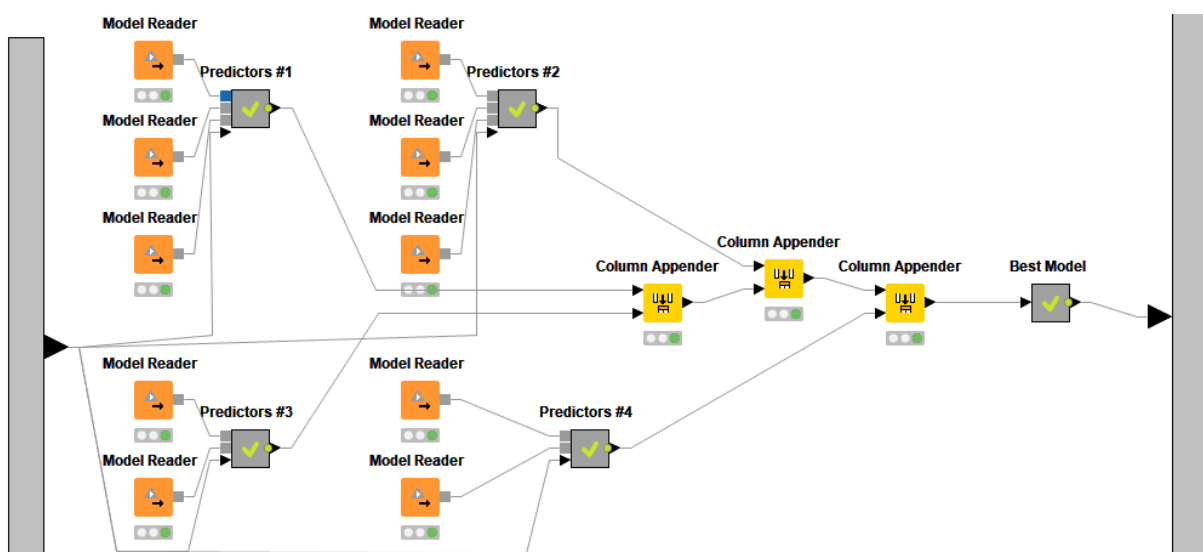 Model Reader
Model Reader
Predictors #1
Predictors #2
Model Reader
Model Reader
Model Reader
Model Reader
Column Appender
Column Appender
Column Appender
Best Model
Model Reader
Model Reader
Predictors #3
Predictors #4
Model Reader
Model Reader